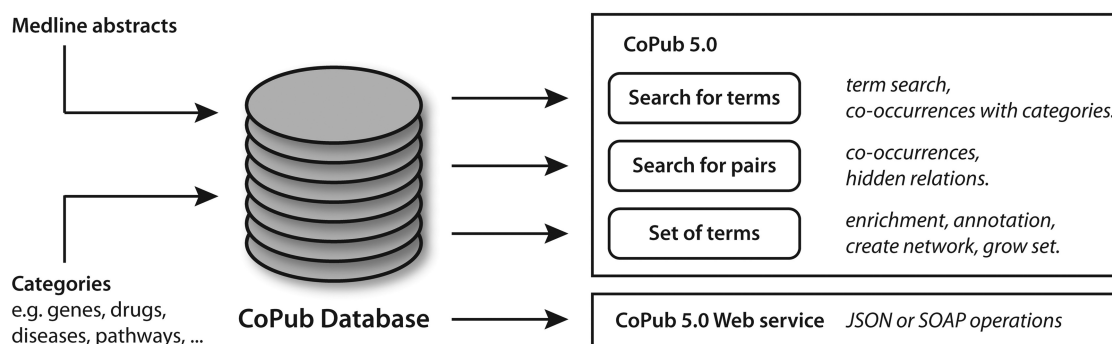 Medline abstracts
Categories
e.g. genes, drugs,
diseases, pathways, ...
CoPub Database
CoPub 5.0
Search for terms
term search,
co-occurrences with categories.
Search for pairs
co-occurrences,
hidden relations.
Set of terms
enrichment, annotation,
create network, grow set.
CoPub 5.0 Web service JSON or SOAP operations